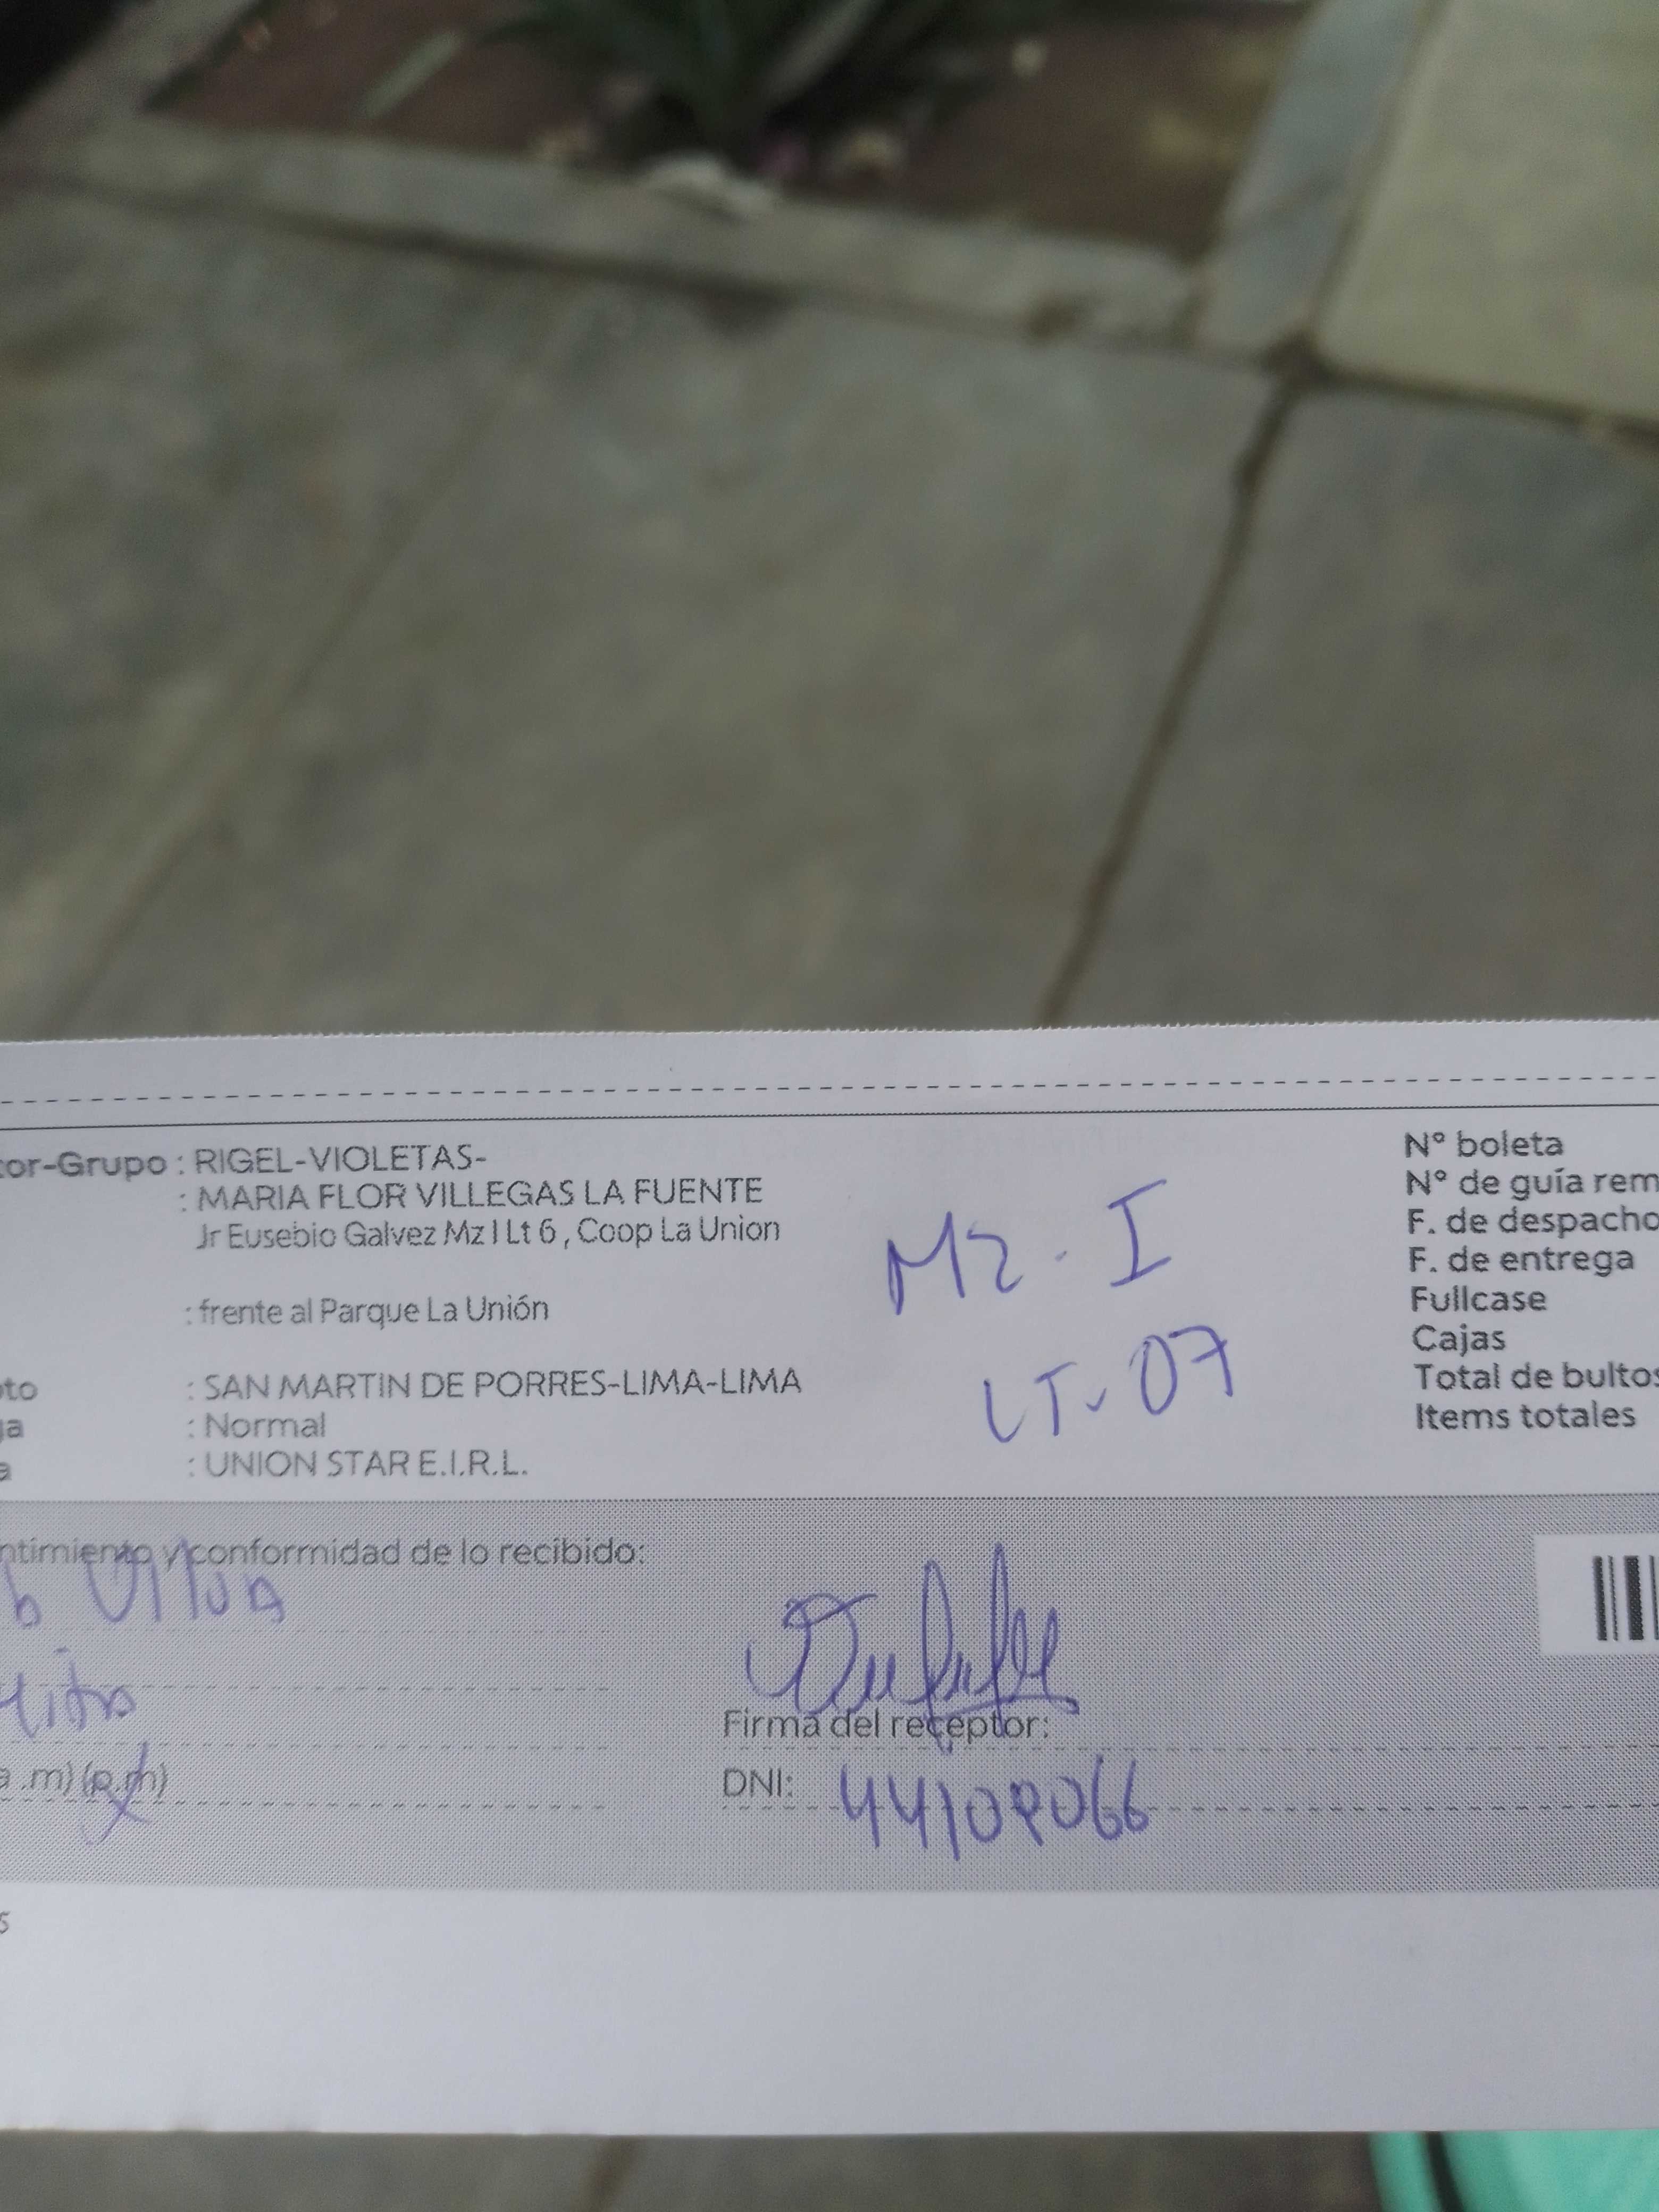 tor-Grupo : RIGEL-VIOLETAS-
: MARIA FLOR VILLEGAS LA FUENTE
Jr Eusebio Galvez Mz I Lt 6 , Coop La Union
: frente al Parque La Unión
oto : SAN MARTIN DE PORRES-LIMA-LIMA
ga : Normal
a : UNION STAR E.I.R.L.
Mz - I
LT - 07
N° boleta
N° de guía rem
F. de despacho
F. de entrega
Fullcase
Cajas
Total de bultos
Items totales
ntimiento y conformidad de lo recibido:
a .m) (p.m)
Firma del receptor:
DNI:
s